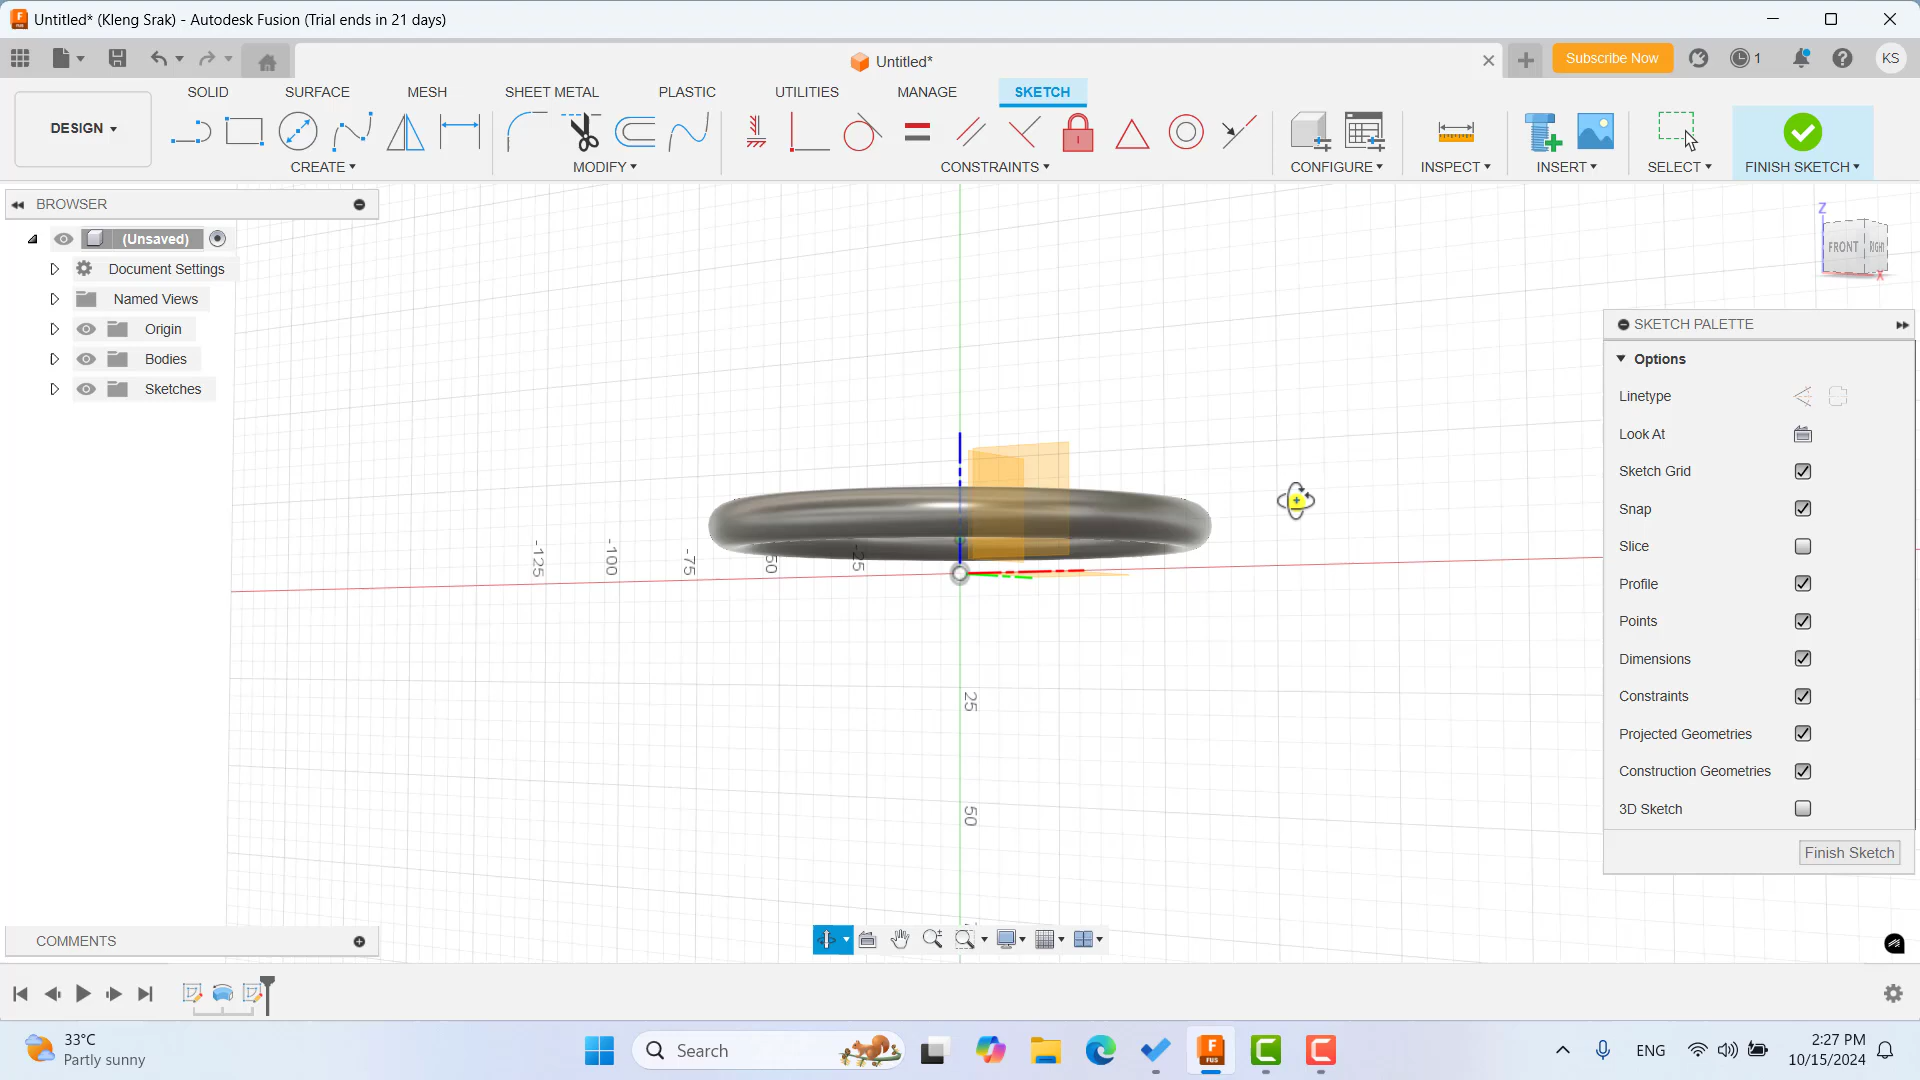 Untitled* (Kleng Srak) - Autodesk Fusion (Trial ends in 21 days)
Untitled*
Subscribe Now
1
KS
DESIGN
SOLID
SURFACE
MESH
SHEET METAL
PLASTIC
UTILITIES
MANAGE
SKETCH
CREATE
MODIFY
CONSTRAINTS
CONFIGURE
INSPECT
INSERT
SELECT
FINISH SKETCH
BROWSER
(Unsaved)
Document Settings
Named Views
Origin
Bodies
Sketches
Z
FRONT
RIGHT
X
SKETCH PALETTE
Options
Linetype
Look At
Sketch Grid
Snap
Slice
Profile
Points
Dimensions
Constraints
Projected Geometries
Construction Geometries
3D Sketch
Finish Sketch
-125
-100
-75
50
-25
25
50
COMMENTS
33°C
Partly sunny
Search
F
FUS
ENG
2:27 PM
10/15/2024